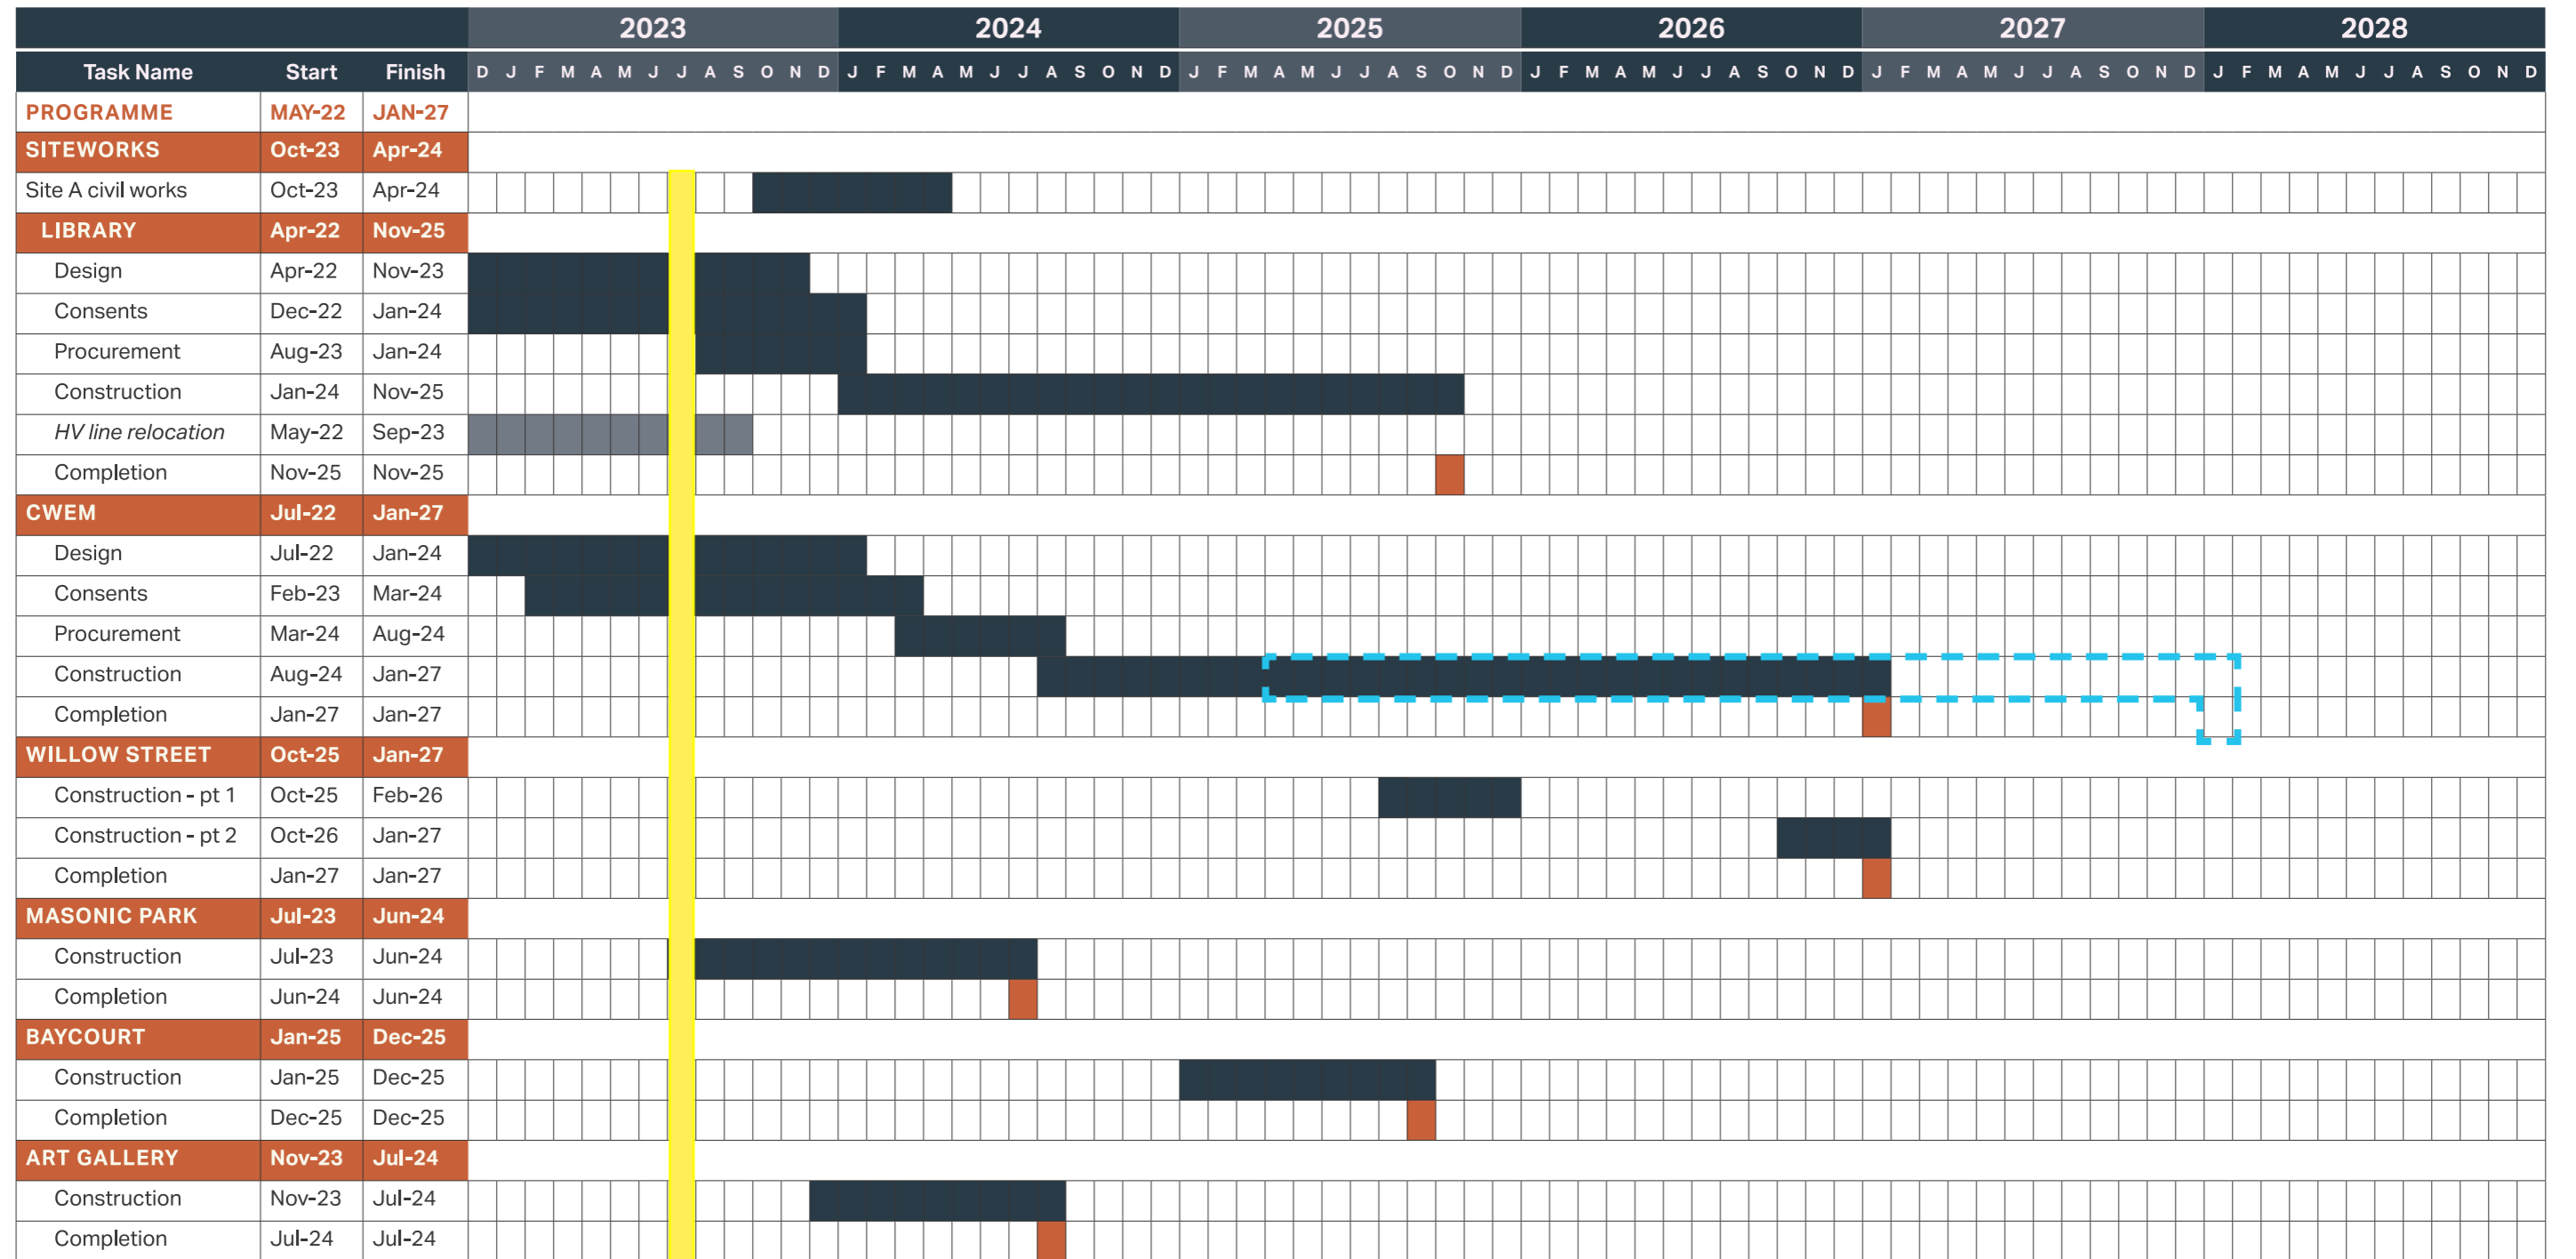 2023 2024 2025 2026 2027 2028
Task Name Start Finish D J F M A M J J A S O N D J F M A M J J A S O N D J F M A M J J A S O N D J F M A M J J A S O N D J F M A M J J A S O N D J F M A M J J A S O N D
PROGRAMME MAY-22 JAN-27
SITEWORKS Oct-23 Apr-24
Site A civil works Oct-23 Apr-24
LIBRARY Apr-22 Nov-25
Design Apr-22 Nov-23
Consents Dec-22 Jan-24
Procurement Aug-23 Jan-24
Construction Jan-24 Nov-25
HV line relocation May-22 Sep-23
Completion Nov-25 Nov-25
CWEM Jul-22 Jan-27
Design Jul-22 Jan-24
Consents Feb-23 Mar-24
Procurement Mar-24 Aug-24
Construction Aug-24 Jan-27
Completion Jan-27 Jan-27
WILLOW STREET Oct-25 Jan-27
Construction - pt 1 Oct-25 Feb-26
Construction - pt 2 Oct-26 Jan-27
Completion Jan-27 Jan-27
MASONIC PARK Jul-23 Jun-24
Construction Jul-23 Jun-24
Completion Jun-24 Jun-24
BAYCOURT Jan-25 Dec-25
Construction Jan-25 Dec-25
Completion Dec-25 Dec-25
ART GALLERY Nov-23 Jul-24
Construction Nov-23 Jul-24
Completion Jul-24 Jul-24